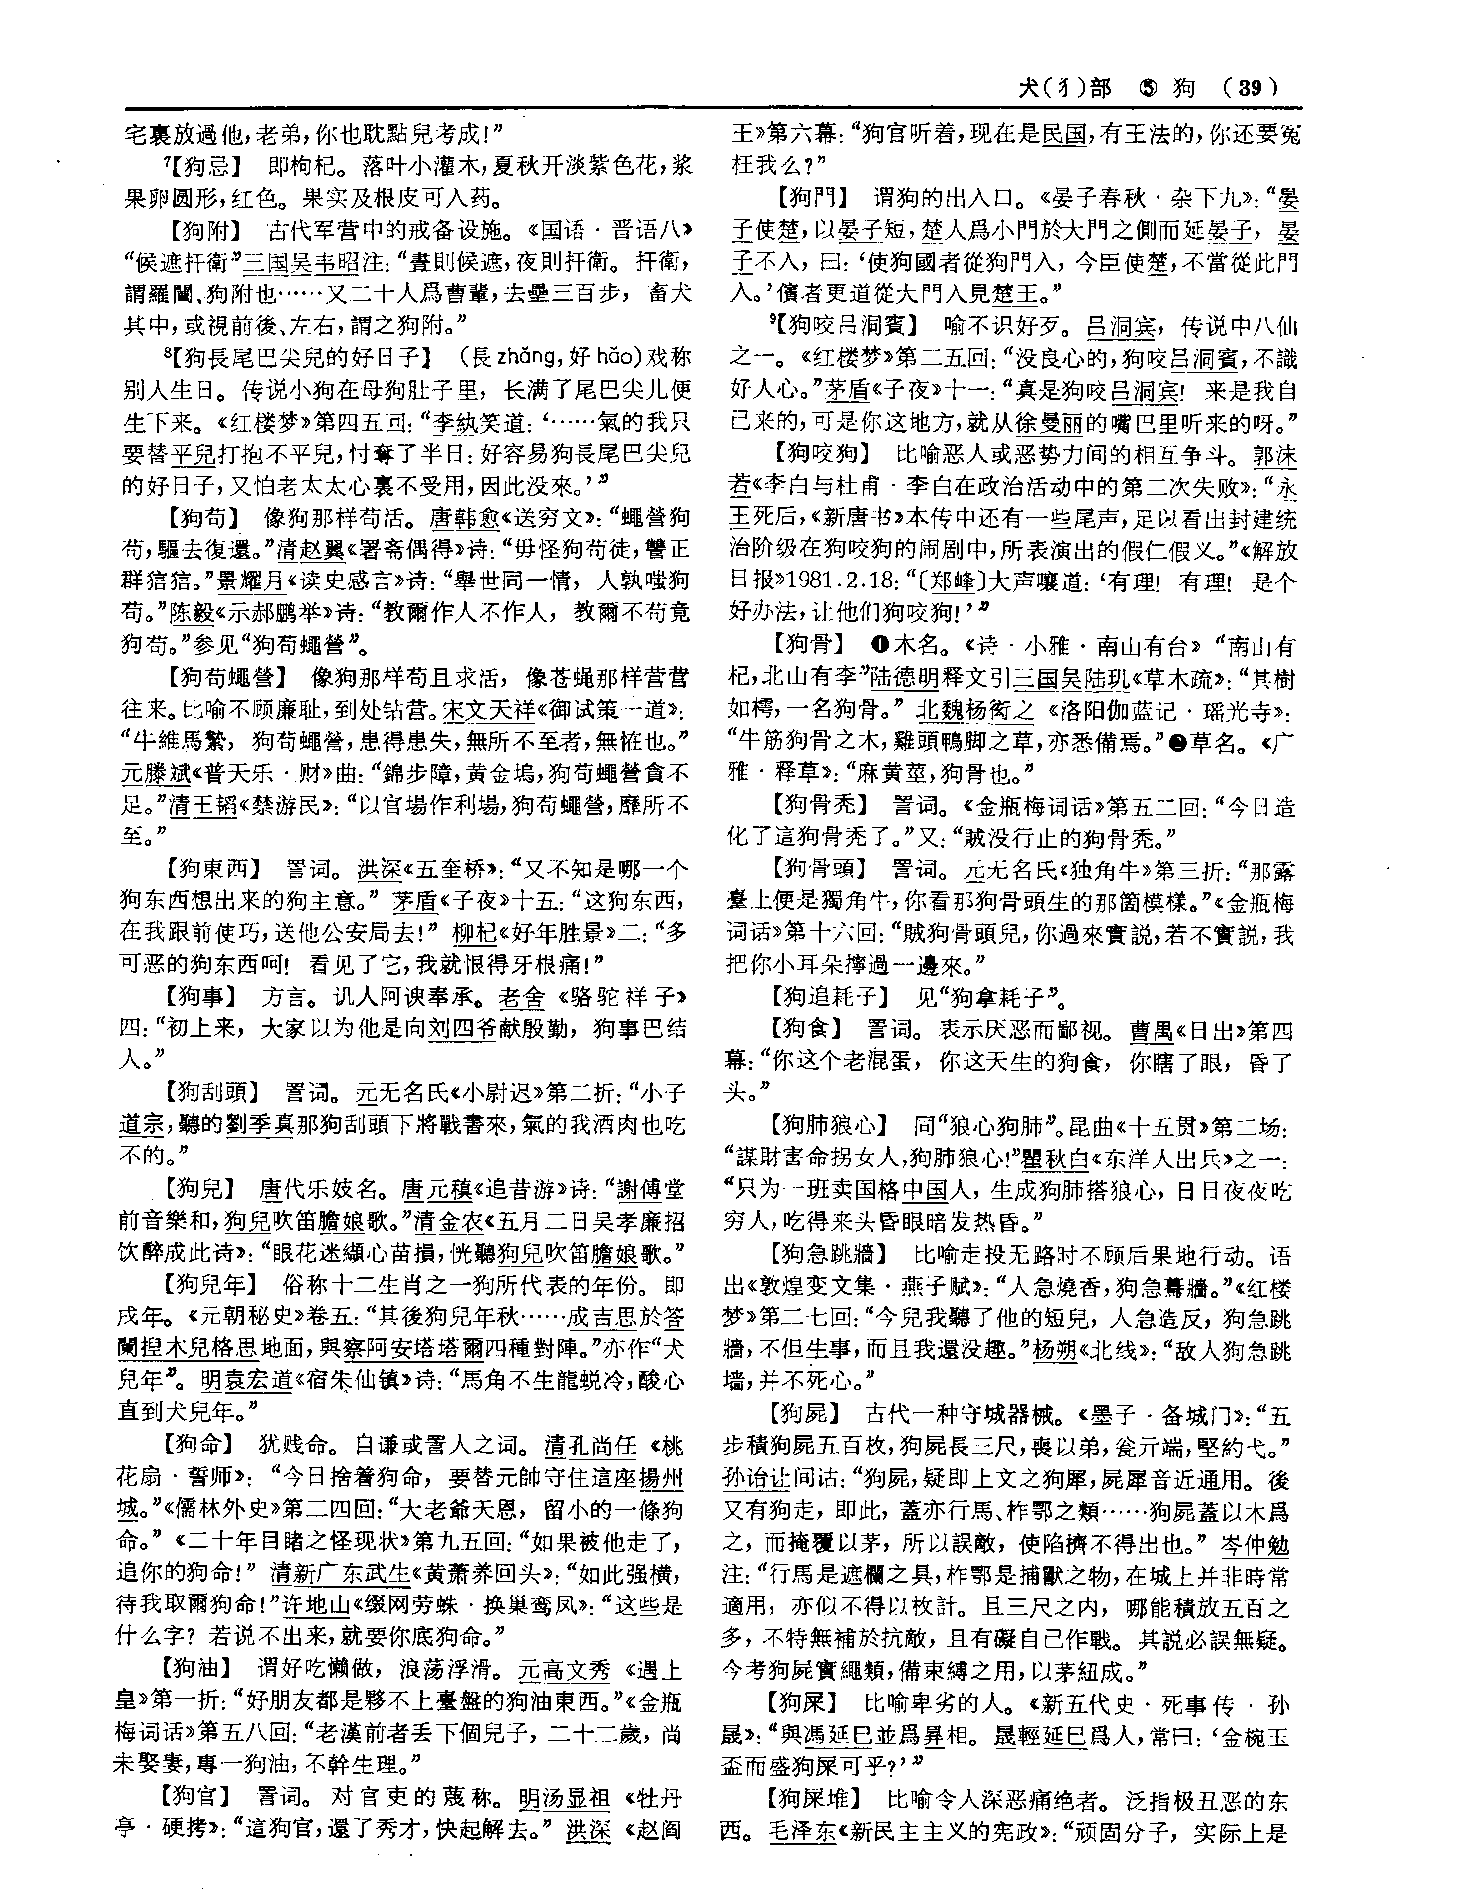 犬(犭)部 ⑤ 狗 (39)
宅裏放過他,老弟,你也耽點兒考成!”
⁷【狗忌】 即枸杞。落叶小灌木,夏秋开淡紫色花,浆
果卵圆形,红色。果实及根皮可入药。
【狗附】 古代军营中的戒备设施。《国语·晋语八》
“候遮扞衛”三国吴韦昭注:“晝則候遮,夜則扞衛。扞衛,
謂羅闉、狗附也……又二十人爲曹輩,去壘三百步,畜犬
其中,或視前後、左右,謂之狗附。”
⁸【狗長尾巴尖兒的好日子】 (長 zhǎng,好 hǎo)戏称
别人生日。传说小狗在母狗肚子里,长满了尾巴尖儿便
生下来。《红楼梦》第四五回:“李紈笑道:‘……氣的我只
要替平兒打抱不平兒,忖奪了半日:好容易狗長尾巴尖兒
的好日子,又怕老太太心裏不受用,因此没來。’”
【狗苟】 像狗那样苟活。唐韩愈《送穷文》:“蠅營狗
苟,驅去復還。”清赵翼《署斋偶得》诗:“毋怪狗苟徒,讐正
群狺狺。”景耀月《读史感言》诗:“舉世同一情,人孰嗤狗
苟。”陈毅《示郝鹏举》诗:“教爾作人不作人,教爾不苟竟
狗苟。”参见“狗苟蠅營”。
【狗苟蠅營】 像狗那样苟且求活,像苍蝇那样营营
往来。比喻不顾廉耻,到处钻营。宋文天祥《御试策一道》:
“牛維馬縶,狗苟蠅營,患得患失,無所不至者,無怪也。”
元滕斌《普天乐·财》曲:“錦步障,黄金塢,狗苟蠅營貪不
足。”清王韬《禁游民》:“以官場作利場,狗苟蠅營,靡所不
至。”
【狗東西】 詈词。洪深《五奎桥》:“又不知是哪一个
狗东西想出来的狗主意。” 茅盾《子夜》十五:“这狗东西,
在我跟前使巧,送他公安局去!” 柳杞《好年胜景》二:“多
可恶的狗东西呵! 看见了它,我就恨得牙根痛!”
【狗事】 方言。讥人阿谀奉承。老舍《骆驼祥子》
四:“初上来,大家以为他是向刘四爷献殷勤,狗事巴结
人。”
【狗刮頭】 詈词。元无名氏《小尉迟》第二折:“小子
道宗,聽的劉季真那狗刮頭下將戰書來,氣的我酒肉也吃
不的。”
【狗兒】 唐代乐妓名。唐元稹《追昔游》诗:“謝傅堂
前音樂和,狗兒吹笛膽娘歌。”清金农《五月二日吴孝廉招
饮醉成此诗》:“眼花迷纈心苗損,恍聽狗兒吹笛膽娘歌。”
【狗兒年】 俗称十二生肖之一狗所代表的年份。即
戌年。《元朝秘史》卷五:“其後狗兒年秋……成吉思於答
闌捏木兒格思地面,與察阿安塔塔爾四種對陣。”亦作“犬
兒年”。明袁宏道《宿朱仙镇》诗:“馬角不生龍蜕冷,酸心
直到犬兒年。”
【狗命】 犹贱命。自谦或詈人之词。清孔尚任《桃
花扇·誓师》:“今日捨着狗命,要替元帥守住這座揚州
城。”《儒林外史》第二四回:“大老爺天恩,留小的一條狗
命。” 《二十年目睹之怪现状》第九五回:“如果被他走了,
追你的狗命!” 清新广东武生《黄萧养回头》:“如此强横,
待我取爾狗命!”许地山《缀网劳蛛·换巢鸾凤》:“这些是
什么字? 若说不出来,就要你底狗命。”
【狗油】 谓好吃懒做,浪荡浮滑。元高文秀《遇上
皇》第一折:“好朋友都是夥不上臺盤的狗油東西。”《金瓶
梅词话》第五八回:“老漢前者丢下個兒子,二十二歲,尚
未娶妻,專一狗油,不幹生理。”
【狗官】 詈词。对官吏的蔑称。明汤显祖《牡丹
亭·硬拷》:“這狗官,還了秀才,快起解去。” 洪深《赵阎
王》第六幕:“狗官听着,现在是民国,有王法的,你还要冤
枉我么?”
【狗門】 谓狗的出入口。《晏子春秋·杂下九》:“晏
子使楚,以晏子短,楚人爲小門於大門之側而延晏子,晏
子不入,曰:‘使狗國者從狗門入,今臣使楚,不當從此門
入。’儐者更道從大門入見楚王。”
⁹【狗咬吕洞賓】 喻不识好歹。吕洞宾,传说中八仙
之一。《红楼梦》第二五回:“没良心的,狗咬吕洞賓,不識
好人心。”茅盾《子夜》十一:“真是狗咬吕洞宾! 来是我自
己来的,可是你这地方,就从徐曼丽的嘴巴里听来的呀。”
【狗咬狗】 比喻恶人或恶势力间的相互争斗。郭沫
若《李白与杜甫·李白在政治活动中的第二次失败》:“永
王死后,《新唐书》本传中还有一些尾声,足以看出封建统
治阶级在狗咬狗的闹剧中,所表演出的假仁假义。”《解放
日报》1981.2.18:“〔郑峰〕大声嚷道:‘有理! 有理! 是个
好办法,让他们狗咬狗!’”
【狗骨】 ❶木名。《诗·小雅·南山有台》“南山有
杞,北山有李”陆德明释文引三国吴陆玑《草木疏》:“其樹
如樗,一名狗骨。” 北魏杨衒之《洛阳伽蓝记·瑶光寺》:
“牛筋狗骨之木,雞頭鴨脚之草,亦悉備焉。”❷草名。《广
雅·释草》:“麻黄莖,狗骨也。”
【狗骨秃】 詈词。《金瓶梅词话》第五二回:“今日造
化了這狗骨秃了。”又:“賊没行止的狗骨秃。”
【狗骨頭】 詈词。元无名氏《独角牛》第三折:“那露
臺上便是獨角牛,你看那狗骨頭生的那箇模樣。”《金瓶梅
词话》第十六回:“賊狗骨頭兒,你過來實説,若不實説,我
把你小耳朵擰過一邊來。”
【狗追耗子】 见“狗拿耗子”。
【狗食】 詈词。表示厌恶而鄙视。曹禺《日出》第四
幕:“你这个老混蛋,你这天生的狗食,你瞎了眼,昏了
头。”
【狗肺狼心】 同“狼心狗肺”。昆曲《十五贯》第二场:
“謀財害命拐女人,狗肺狼心!”瞿秋白《东洋人出兵》之一:
“只为一班卖国格中国人,生成狗肺搭狼心,日日夜夜吃
穷人,吃得来头昏眼暗发热昏。”
【狗急跳牆】 比喻走投无路时不顾后果地行动。语
出《敦煌变文集·燕子赋》:“人急燒香,狗急驀牆。”《红楼
梦》第二七回:“今兒我聽了他的短兒,人急造反,狗急跳
牆,不但生事,而且我還没趣。”杨朔《北线》:“敌人狗急跳
墙,并不死心。”
【狗屍】 古代一种守城器械。《墨子·备城门》:“五
步積狗屍五百枚,狗屍長三尺,喪以弟,瓮亓端,堅約弋。”
孙诒让间诂:“狗屍,疑即上文之狗犀,屍犀音近通用。後
又有狗走,即此,蓋亦行馬、柞鄂之類……狗屍蓋以木爲
之,而掩覆以茅,所以誤敵,使陷擠不得出也。” 岑仲勉
注:“行馬是遮欄之具,柞鄂是捕獸之物,在城上并非時常
適用,亦似不得以枚計。且三尺之内,哪能積放五百之
多,不特無補於抗敵,且有礙自己作戰。其説必誤無疑。
今考狗屍實繩類,備束縛之用,以茅紐成。”
【狗屎】 比喻卑劣的人。《新五代史·死事传·孙
晟》:“與馮延巳並爲昪相。晟輕延巳爲人,常曰:‘金椀玉
盃而盛狗屎可乎?’”
【狗屎堆】 比喻令人深恶痛绝者。泛指极丑恶的东
西。毛泽东《新民主主义的宪政》:“顽固分子,实际上是